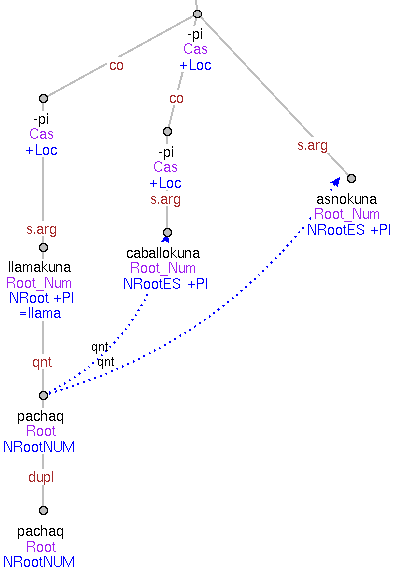 -pi
Cas
+Loc
co
co
-pi
Cas
+Loc
-pi
Cas
+Loc
s.arg
s.arg
s.arg
asnokuna
Root_Num
NRootES +Pl
caballokuna
Root_Num
NRootES +Pl
llamakuna
Root_Num
NRoot +Pl
=llama
qnt
qnt
qnt
pachaq
Root
NRootNUM
dupl
pachaq
Root
NRootNUM